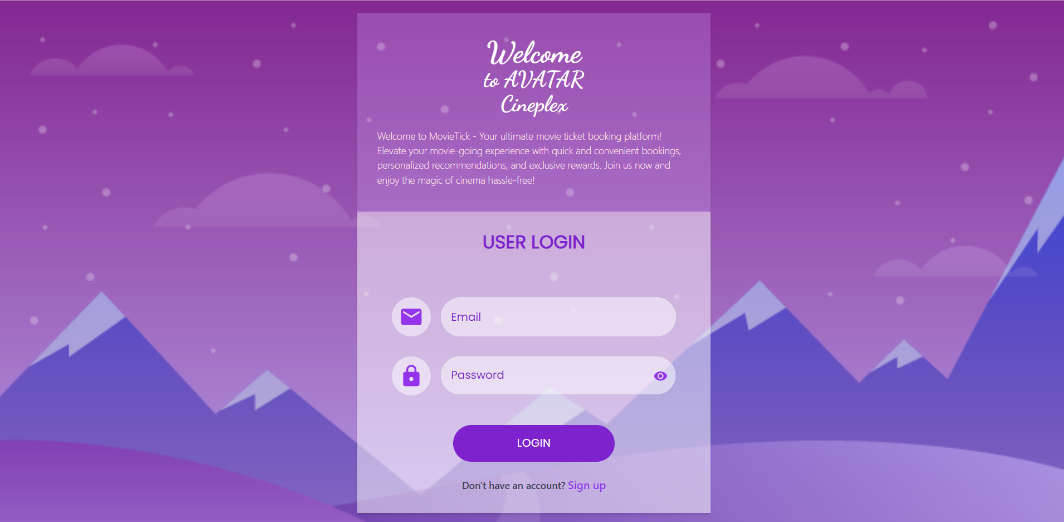 Welcome
to AVATAR
Cineplex
Welcome to MovieTick - Your ultimate movie ticket booking platform!
Elevate your movie-going experience with quick and convenient bookings,
personalized recommendations, and exclusive rewards. Join us now and
enjoy the magic of cinema hassle-free!
USER LOGIN
Email
Password
LOGIN
Don't have an account? Sign up